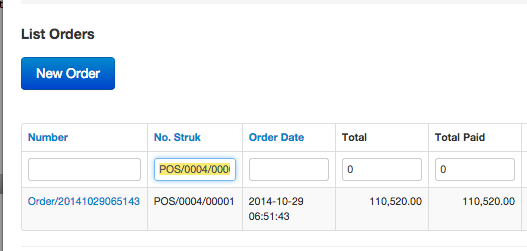 List Orders
New Order
Number No. Struk Order Date Total Total Paid
POS/0004/000 0 0
Order/20141029065143 POS/0004/00001 2014-10-29 110,520.00 110,520.00
06:51:43